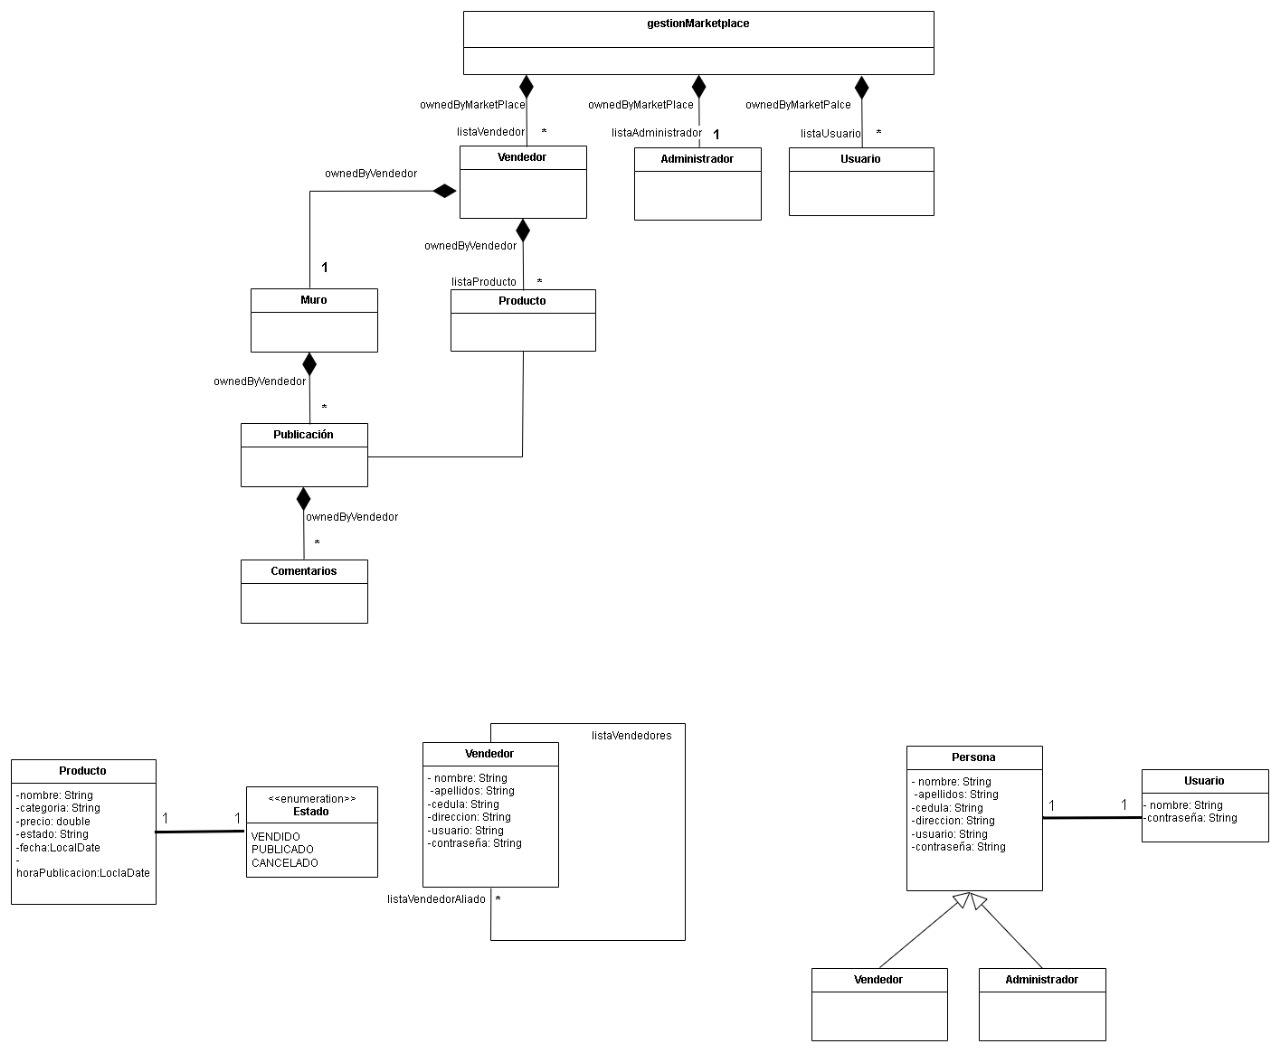 gestionMarketplace
ownedByMarketPlace
ownedByMarketPlace
ownedByMarketPalce
listaVendedor *
listaAdministrador 1
listaUsuario *
Vendedor
Administrador
Usuario
ownedByVendedor
ownedByVendedor
1
listaProducto *
Muro
Producto
ownedByVendedor
*
Publicación
ownedByVendedor
*
Comentarios
Producto
-nombre: String
-categoria: String
-precio: double
-estado: String
-fecha:LocalDate
-
horaPublicacion:LoclaDate
1
1
<<enumeration>>
Estado
VENDIDO
PUBLICADO
CANCELADO
listaVendedores
Vendedor
- nombre: String
-apellidos: String
-cedula: String
-direccion: String
-usuario: String
-contraseña: String
listaVendedorAliado *
Persona
- nombre: String
-apellidos: String
-cedula: String
-direccion: String
-usuario: String
-contraseña: String
1
1
Usuario
- nombre: String
-contraseña: String
Vendedor
Administrador